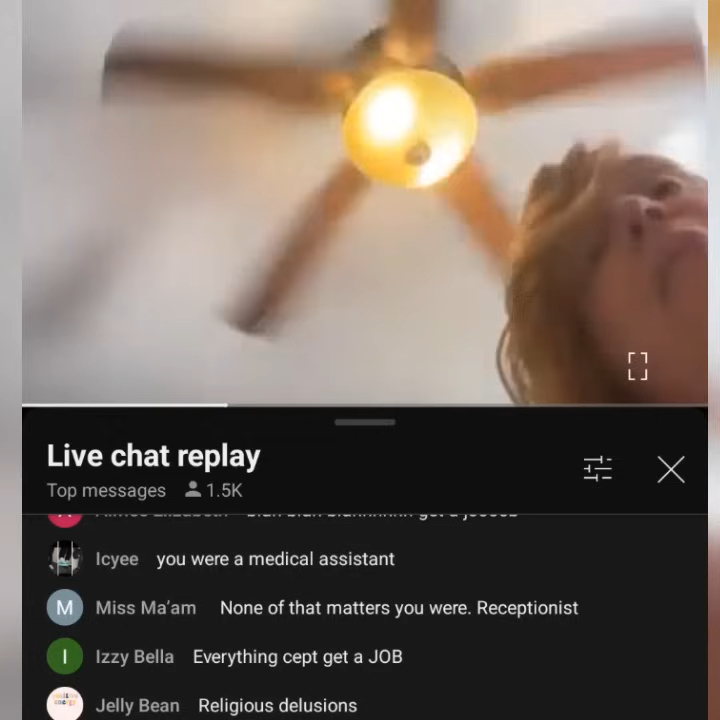 Live chat replay
Top messages 1.5K
Icyee you were a medical assistant
M Miss Ma'am None of that matters you were. Receptionist
I Izzy Bella Everything cept get a JOB
Jelly Bean Religious delusions